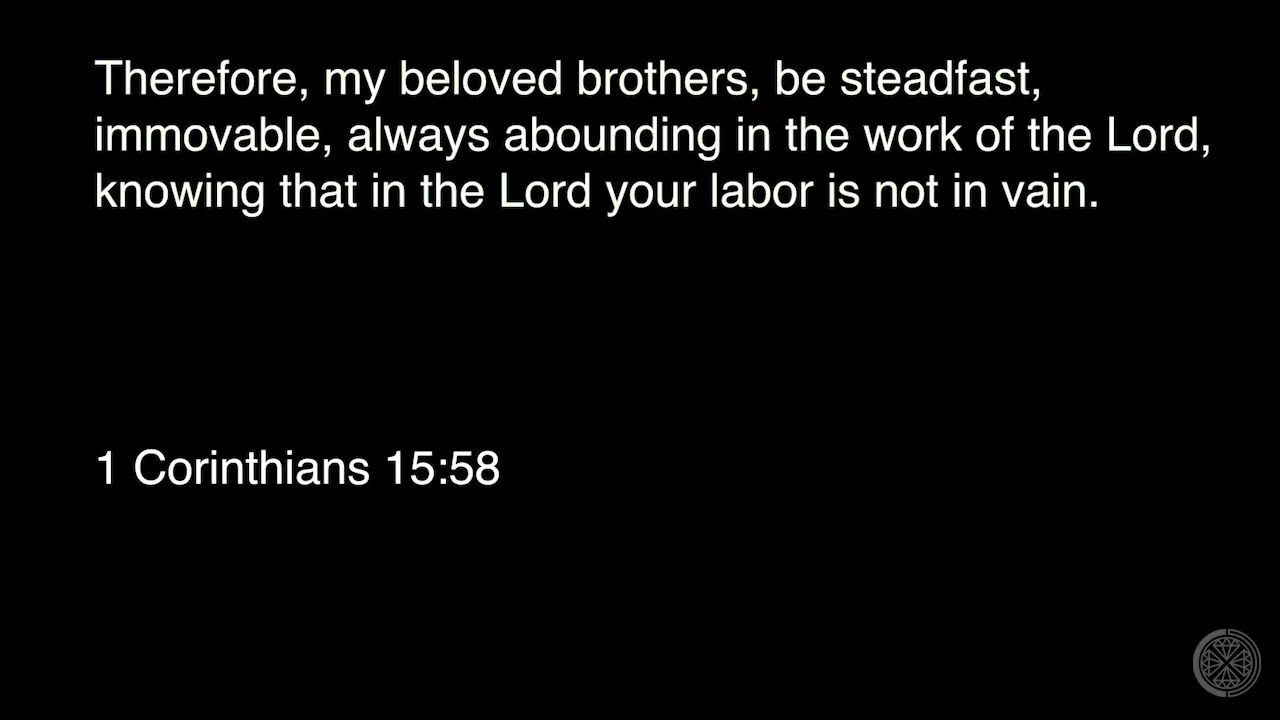 Therefore, my beloved brothers, be steadfast,
immovable, always abounding in the work of the Lord,
knowing that in the Lord your labor is not in vain.
1 Corinthians 15:58